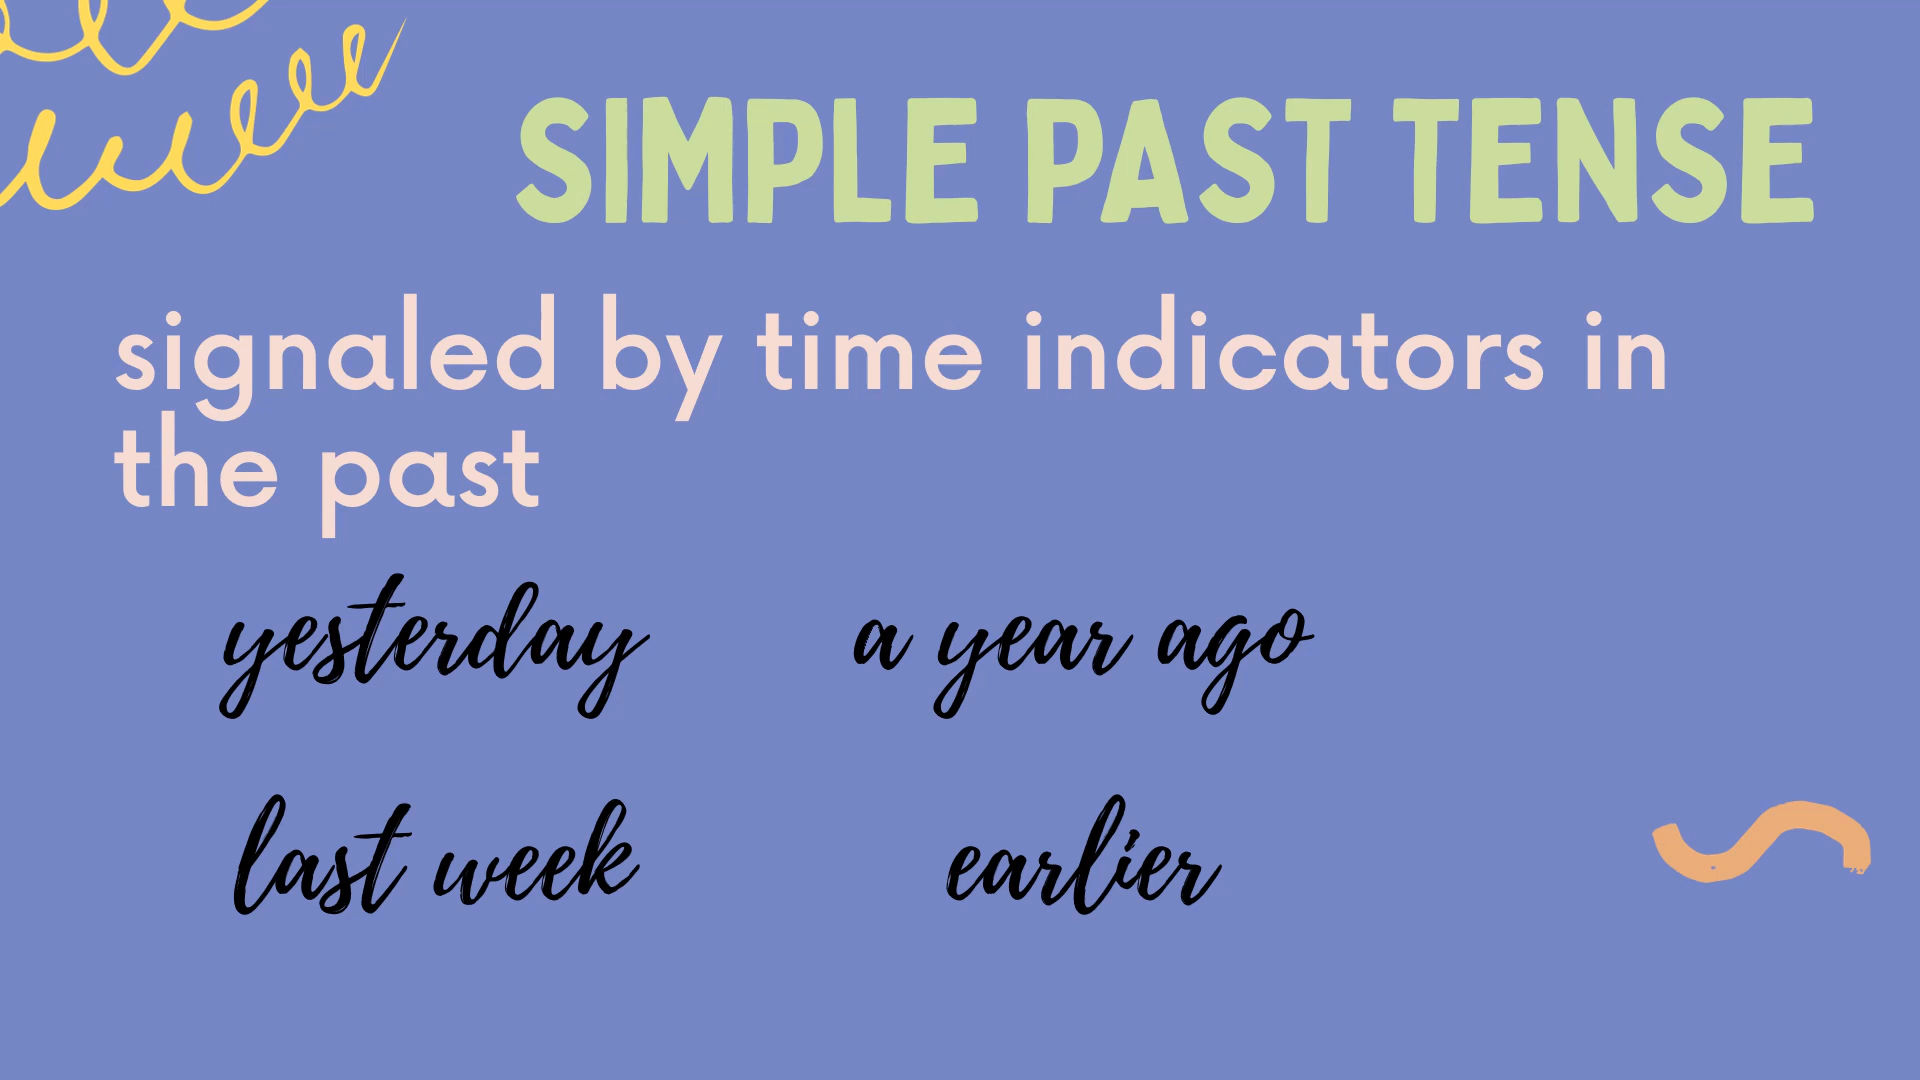 SIMPLE PAST TENSE
signaled by time indicators in
the past
yesterday a year ago
last week earlier